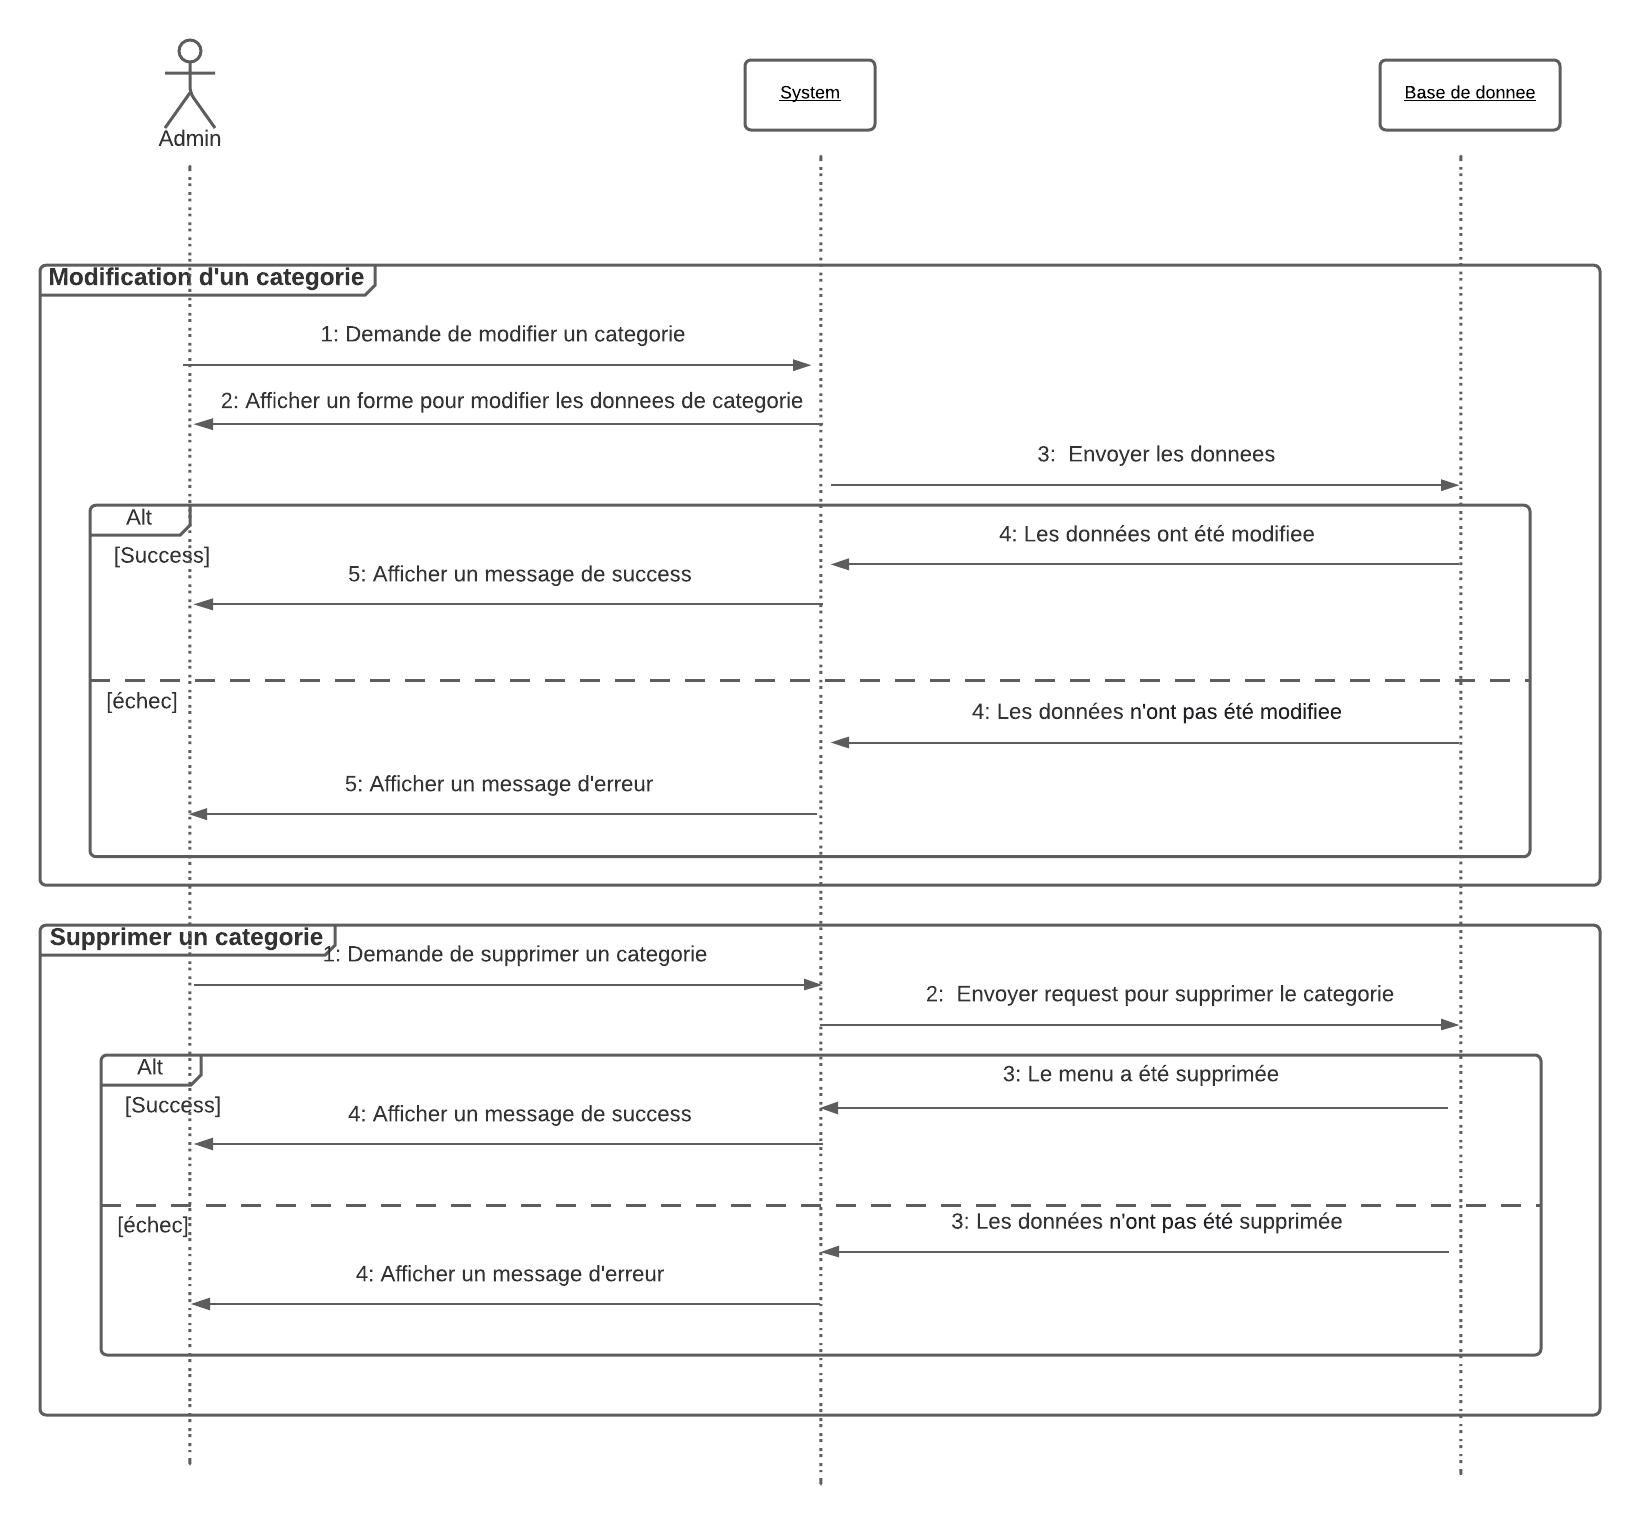 Admin
System
Base de donnee
Modification d'un categorie
1: Demande de modifier un categorie
2: Afficher un forme pour modifier les donnees de categorie
3:  Envoyer les donnees
Alt
[Success]
4: Les données ont été modifiee
5: Afficher un message de success
[échec]
4: Les données n'ont pas été modifiee
5: Afficher un message d'erreur
Supprimer un categorie
1: Demande de supprimer un categorie
2:  Envoyer request pour supprimer le categorie
Alt
3: Le menu a été supprimée
[Success]
4: Afficher un message de success
[échec]
3: Les données n'ont pas été supprimée
4: Afficher un message d'erreur